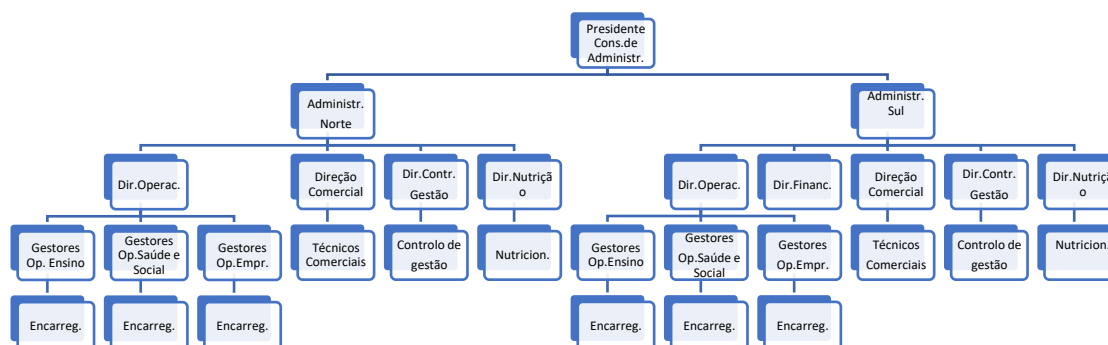 Presidente
Cons.de
Administr.
Administr.
Norte
Administr.
Sul
Dir.Operac.
Direção
Comercial
Dir.Contr.
Gestão
Dir.Nutriçã
o
Dir.Operac.
Dir.Financ.
Direção
Comercial
Dir.Contr.
Gestão
Dir.Nutriçã
o
Gestores
Op. Ensino
Gestores
Op.Saúde e
Social
Gestores
Op.Empr.
Técnicos
Comerciais
Controlo de
gestão
Nutricion.
Gestores
Op.Ensino
Gestores
Op.Saúde e
Social
Gestores
Op.Empr.
Técnicos
Comerciais
Controlo de
gestão
Nutricion.
Encarreg.
Encarreg.
Encarreg.
Encarreg.
Encarreg.
Encarreg.